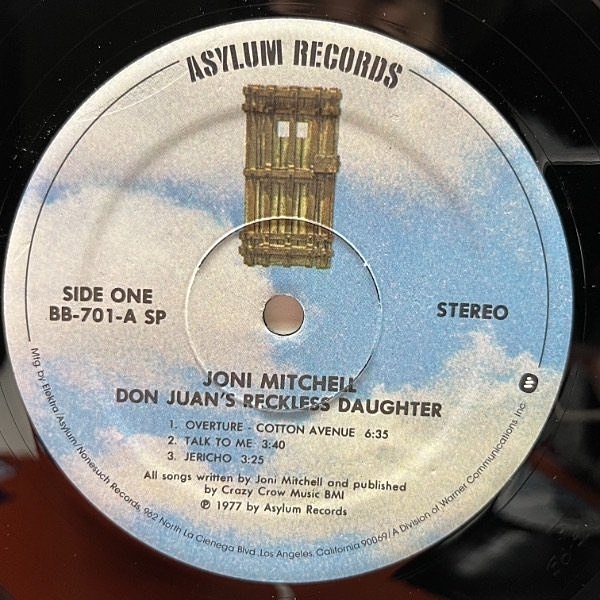 ASYLUM RECORDS
SIDE ONE
BB-701-A SP
STEREO
JONI MITCHELL
DON JUAN'S RECKLESS DAUGHTER
1. OVERTURE - COTTON AVENUE 6:35
2. TALK TO ME 3:40
3. JERICHO 3:25
All songs written by Joni Mitchell and published
by Crazy Crow Music BMI
℗ 1977 by Asylum Records
Mfg. by Elektra/Asylum/Nonesuch Records, 962 North La Cienega Blvd., Los Angeles, California 90069/A Division of Warner Communications Inc.